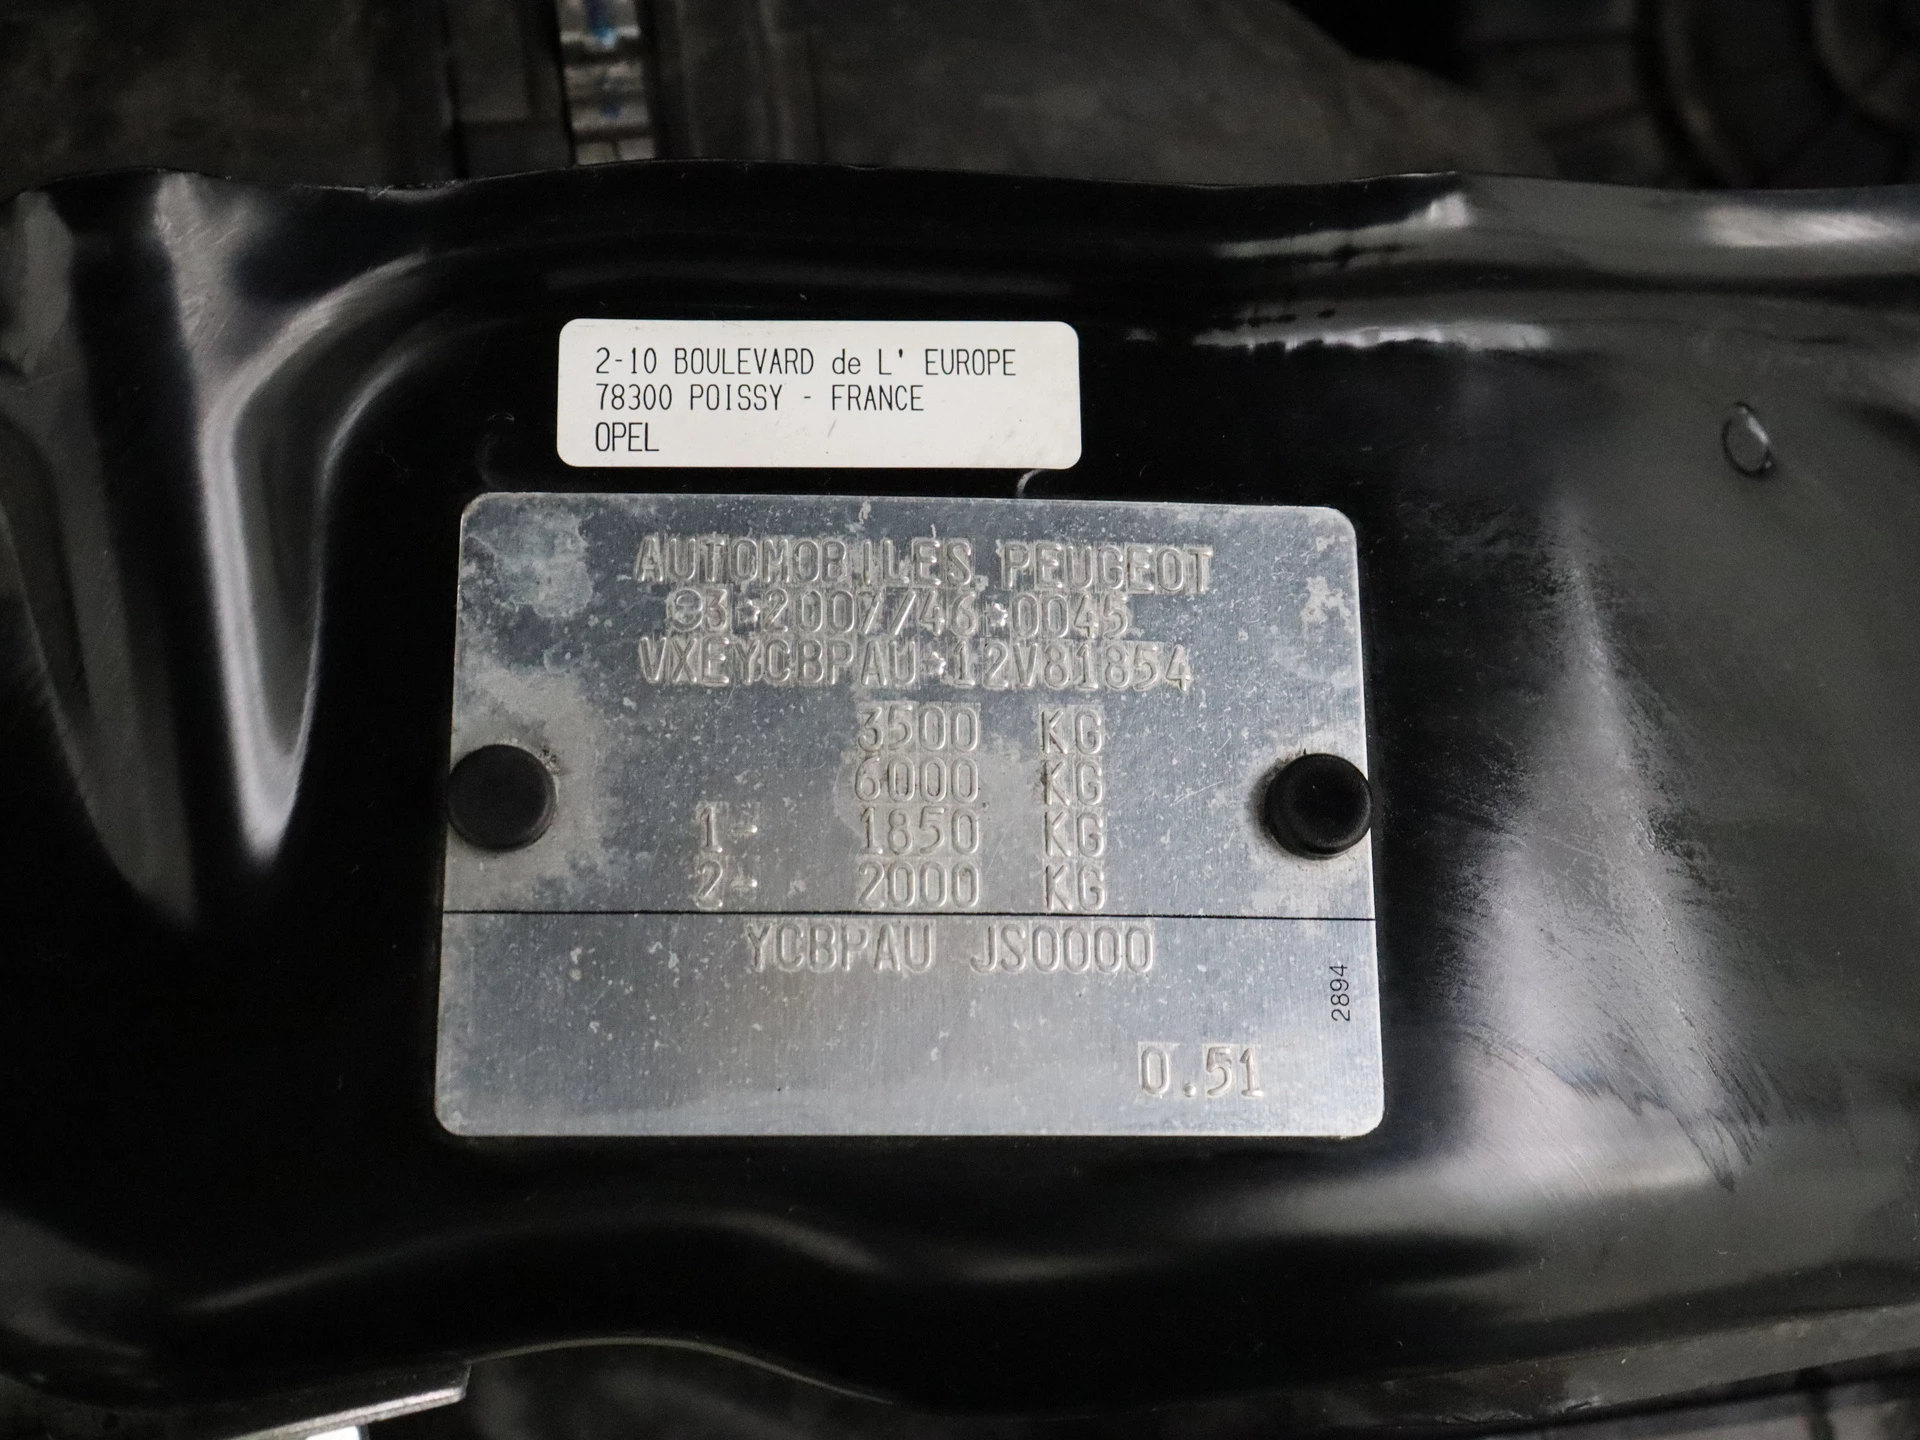 2-10 BOULEVARD de L' EUROPE
78300 POISSY - FRANCE
OPEL
AUTOMOBILES PEUGEOT
e3*2007/46*0045
VXEYCBPAU*12V81854
3500 KG
6000 KG
1- 1850 KG
2- 2000 KG
YCBPAU JS0000
2894
0.51